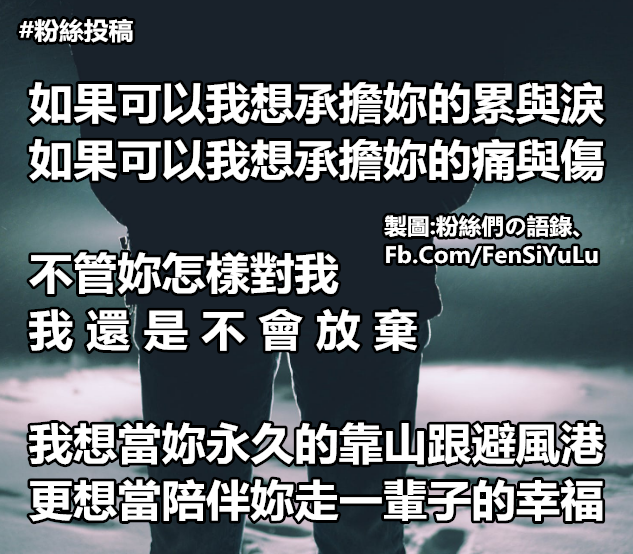 #粉絲投稿
如果可以我想承擔妳的累與淚
如果可以我想承擔妳的痛與傷
製圖:粉絲們の語錄、
Fb.Com/FenSiYuLu
不管妳怎樣對我
我還是不會放棄
我想當妳永久的靠山跟避風港
更想當陪伴妳走一輩子的幸福